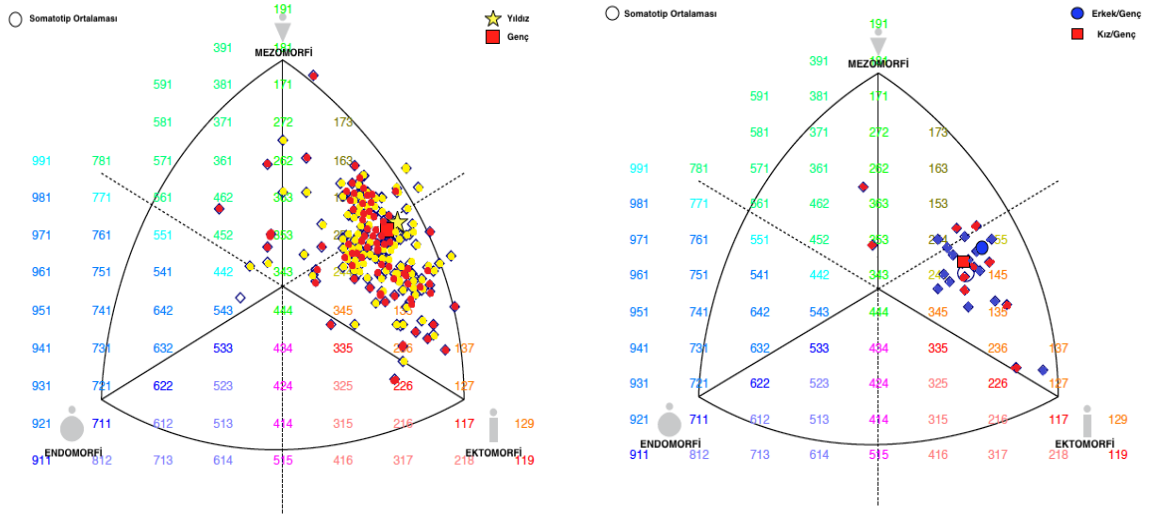 Somatotip Ortalaması
Yıldız
Genç
191
391
MEZOMORFİ
591 381 171
581 371 272 173
991 781 571 361 262 163
981 771 561 462 363
971 761 551 452 353
961 751 541 442 343
951 741 642 543 444 345 135
941 731 632 533 434 335 236 137
931 721 622 523 424 325 226 127
921 711 612 513 414 315 216 117 129
ENDOMORFİ EKTOMORFİ
911 812 713 614 515 416 317 218 119
Somatotip Ortalaması
Erkek/Genç
Kız/Genç
191
391
MEZOMORFİ
591 381 171
581 371 272 173
991 781 571 361 262 163
981 771 561 462 363 153
971 761 551 452 353
961 751 541 442 343 145
951 741 642 543 444 345 135
941 731 632 533 434 335 236 137
931 721 622 523 424 325 226 127
921 711 612 513 414 315 216 117 129
ENDOMORFİ EKTOMORFİ
911 812 713 614 515 416 317 218 119